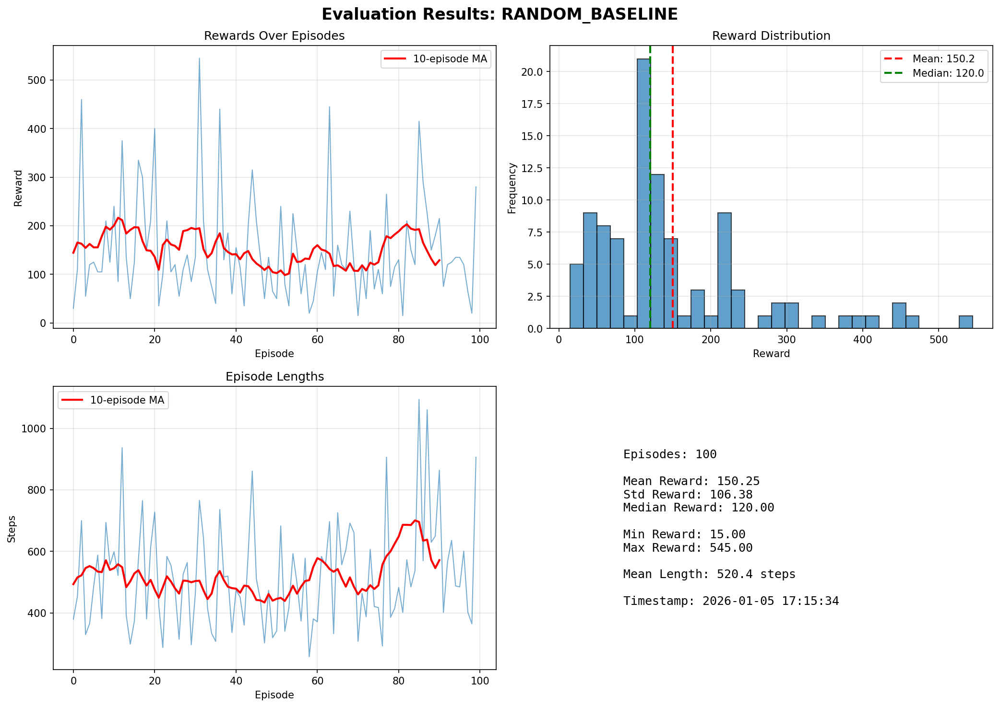 Evaluation Results: RANDOM_BASELINE
Rewards Over Episodes
10-episode MA
500
400
300
200
100
0
Reward
0 20 40 60 80 100
Episode
Reward Distribution
Mean: 150.2
Median: 120.0
20.0
17.5
15.0
12.5
10.0
7.5
5.0
2.5
0.0
Frequency
0 100 200 300 400 500
Reward
Episode Lengths
10-episode MA
1000
800
600
400
Steps
0 20 40 60 80 100
Episode
Episodes: 100
Mean Reward: 150.25
Std Reward: 106.38
Median Reward: 120.00
Min Reward: 15.00
Max Reward: 545.00
Mean Length: 520.4 steps
Timestamp: 2026-01-05 17:15:34